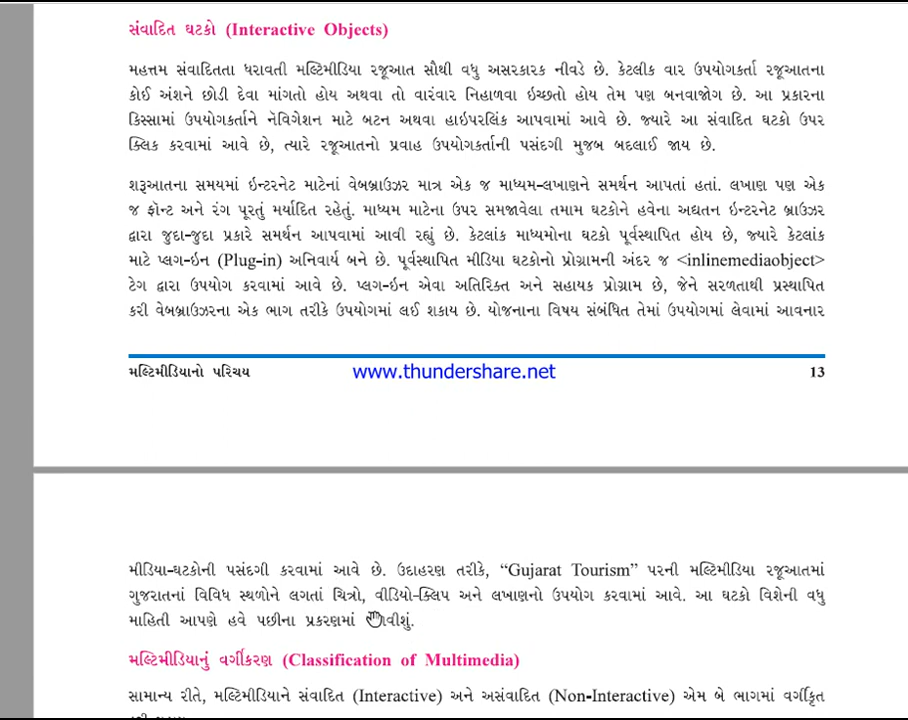 સંવાદિત ઘટકો (Interactive Objects)
મહત્તમ સંવાદિતતા ધરાવતી મલ્ટિમીડિયા રજૂઆત સૌથી વધુ અસરકારક નીવડે છે. કેટલીક વાર ઉપયોગકર્તા રજૂઆતના
કોઈ અંશને છોડી દેવા માંગતો હોય અથવા તો વારંવાર નિહાળવા ઇચ્છતો હોય તેમ પણ બનવાજોગ છે. આ પ્રકારના
કિસ્સામાં ઉપયોગકર્તાને નેવિગેશન માટે બટન અથવા હાઇપરલિંક આપવામાં આવે છે. જ્યારે આ સંવાદિત ઘટકો ઉપર
ક્લિક કરવામાં આવે છે, ત્યારે રજૂઆતનો પ્રવાહ ઉપયોગકર્તાની પસંદગી મુજબ બદલાઈ જાય છે.
શરૂઆતના સમયમાં ઇન્ટરનેટ માટેનાં વેબબ્રાઉઝર માત્ર એક જ માધ્યમ-લખાણને સમર્થન આપતાં હતાં. લખાણ પણ એક
જ ફૉન્ટ અને રંગ પૂરતું મર્યાદિત રહેતું. માધ્યમ માટેના ઉપર સમજાવેલા તમામ ઘટકોને હવેના અદ્યતન ઇન્ટરનેટ બ્રાઉઝર
દ્વારા જુદા-જુદા પ્રકારે સમર્થન આપવામાં આવી રહ્યું છે. કેટલાંક માધ્યમોના ઘટકો પૂર્વસ્થાપિત હોય છે, જ્યારે કેટલાંક
માટે પ્લગ-ઇન (Plug-in) અનિવાર્ય બને છે. પૂર્વસ્થાપિત મીડિયા ઘટકોનો પ્રોગ્રામની અંદર જ <inlinemediaobject>
ટેગ દ્વારા ઉપયોગ કરવામાં આવે છે. પ્લગ-ઇન એવા અતિરિક્ત અને સહાયક પ્રોગ્રામ છે, જેને સરળતાથી પ્રસ્થાપિત
કરી વેબબ્રાઉઝરના એક ભાગ તરીકે ઉપયોગમાં લઈ શકાય છે. યોજનાના વિષય સંબંધિત તેમાં ઉપયોગમાં લેવામાં આવનાર
મલ્ટિમીડિયાનો પરિચય www.thundershare.net 13
મીડિયા-ઘટકોની પસંદગી કરવામાં આવે છે. ઉદાહરણ તરીકે, “Gujarat Tourism” પરની મલ્ટિમીડિયા રજૂઆતમાં
ગુજરાતનાં વિવિધ સ્થળોને લગતાં ચિત્રો, વીડિયો-ક્લિપ અને લખાણનો ઉપયોગ કરવામાં આવે. આ ઘટકો વિશેની વધુ
માહિતી આપણે હવે પછીના પ્રકરણમાં
મલ્ટિમીડિયાનું વર્ગીકરણ (Classification of Multimedia)
સામાન્ય રીતે, મલ્ટિમીડિયાને સંવાદિત (Interactive) અને અસંવાદિત (Non-Interactive) એમ બે ભાગમાં વર્ગીકૃત